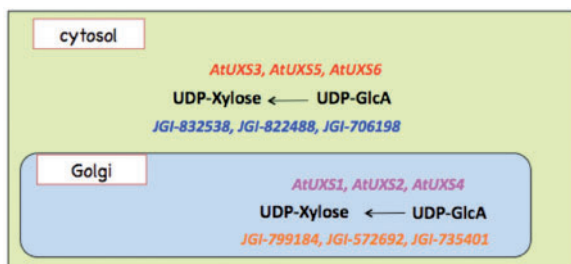 cytosol
AtUXS3, AtUXS5, AtUXS6
UDP-Xylose ← UDP-GlcA
JGI-832538, JGI-822488, JGI-706198
Golgi
AtUXS1, AtUXS2, AtUXS4
UDP-Xylose ← UDP-GlcA
JGI-799184, JGI-572692, JGI-735401